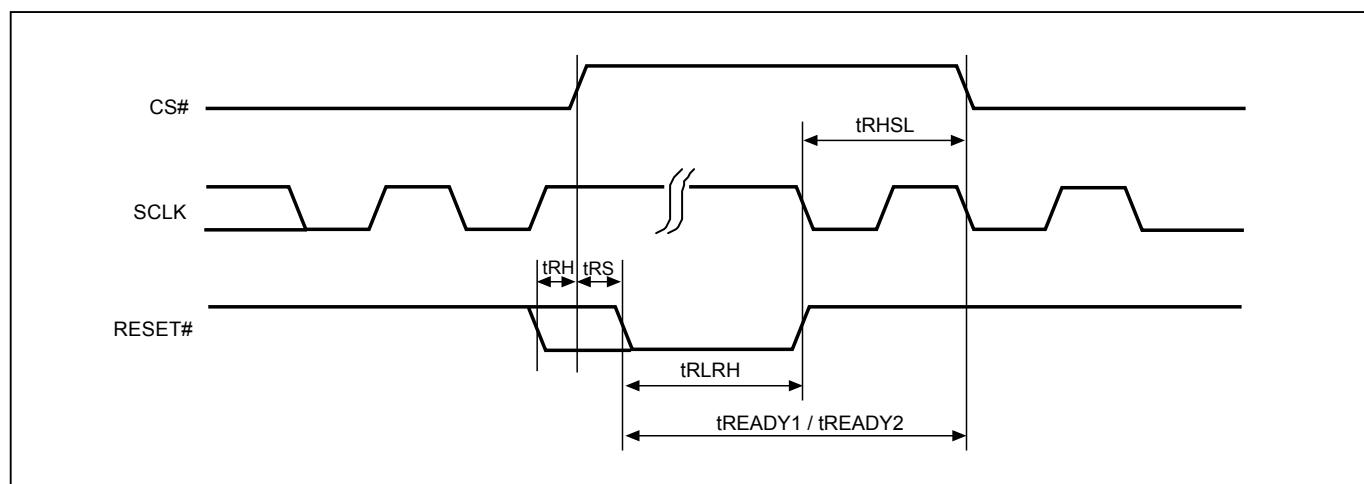 CS#
tRHSL
SCLK
tRH tRS
RESET#
tRLRH
tREADY1 / tREADY2